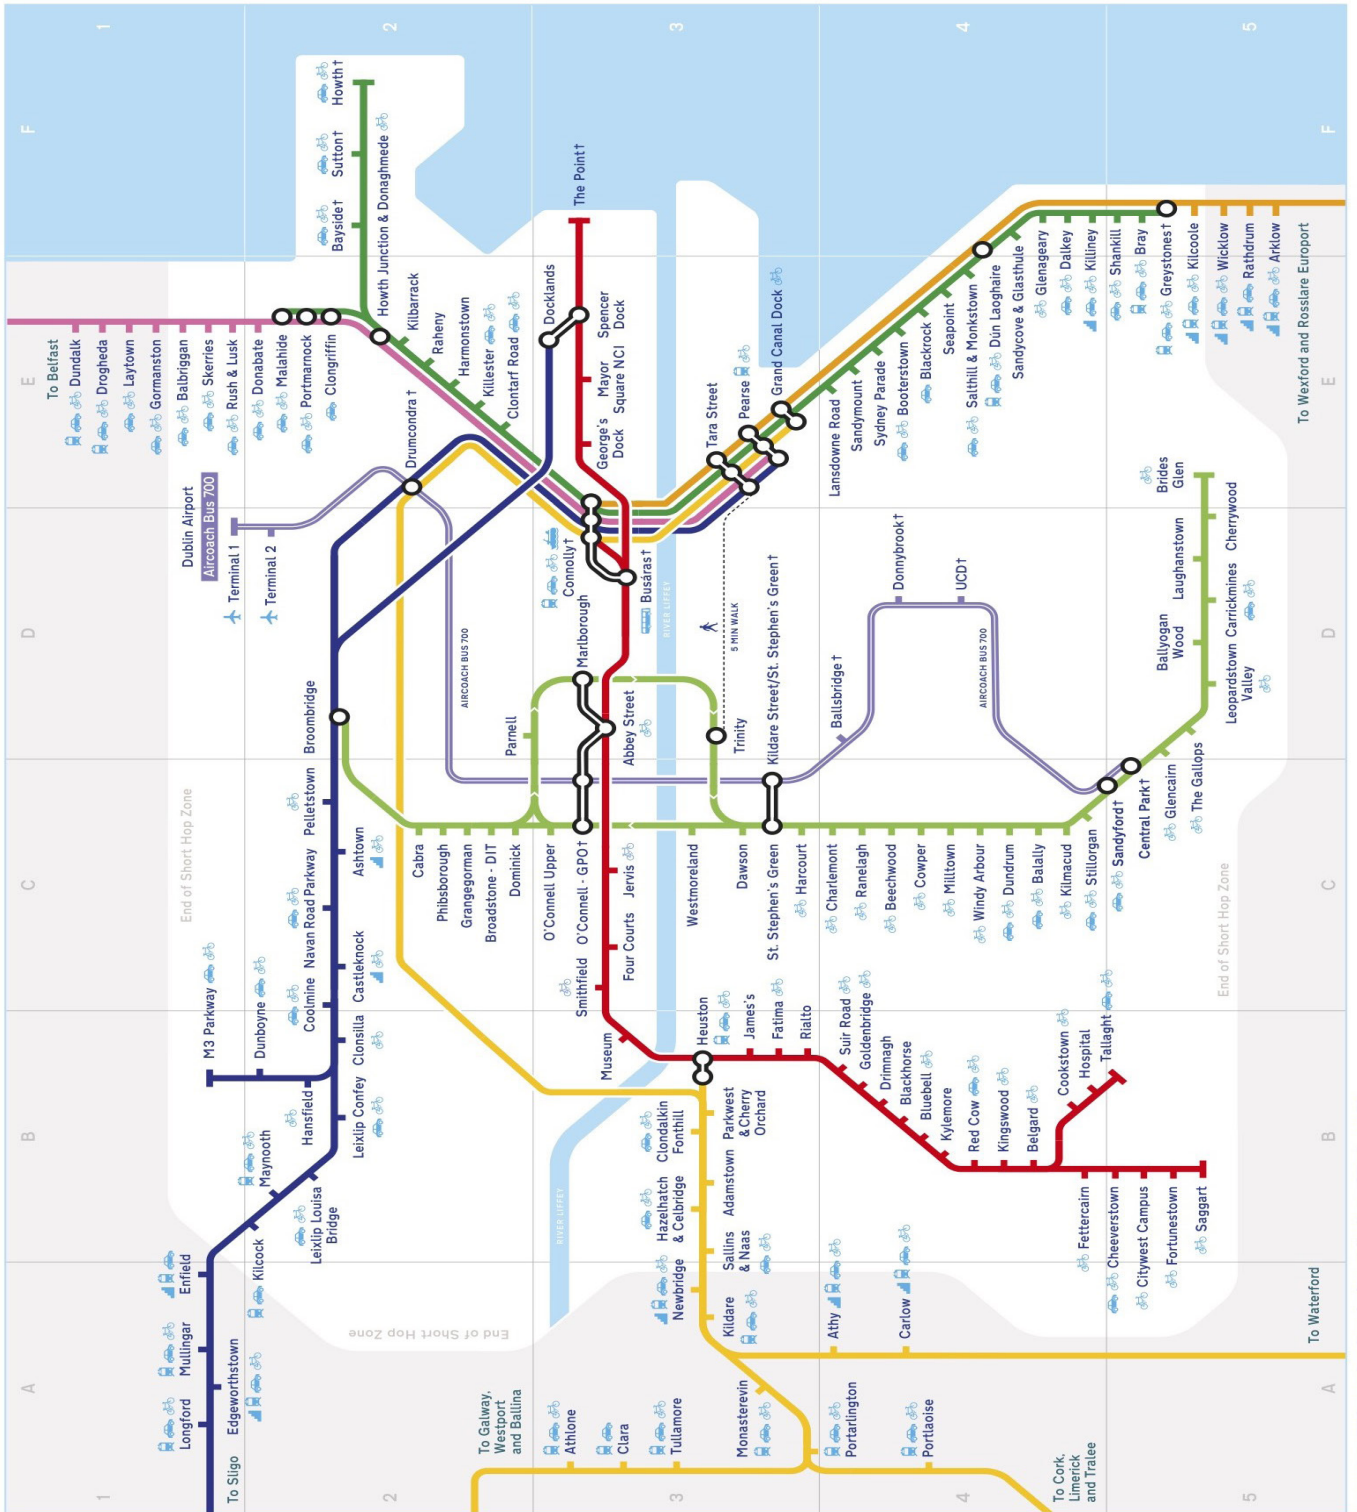 1
2
3
4
5
F
F
To Belfast
Dundalk
Drogheda
Laytown
Gormanston
Balbriggan
Skerries
Rush & Lusk
Donabate
Malahide
Portmarnock
Clongriffin
Howth†
Sutton†
Bayside†
Howth Junction & Donaghmede
Kilbarrack
Raheny
Harmonstown
Killester
Clontarf Road
Docklands
The Point†
Spencer
Dock
Mayor
Square NCI
George's
Dock
Tara Street
Pearse
Grand Canal Dock
Lansdowne Road
Sandymount
Sydney Parade
Booterstown
Blackrock
Seapoint
Salthill & Monkstown
Dún Laoghaire
Sandycove & Glasthule
Glenageary
Dalkey
Killiney
Shankill
Bray
Greystones†
Kilcoole
Wicklow
Rathdrum
Arklow
To Wexford and Rosslare Europort
E
E
Dublin Airport
Aircoach Bus 700
Terminal 1
Terminal 2
Drumcondra †
Connolly†
Busáras†
RIVER LIFFEY
Marlborough
Abbey Street
Parnell
Trinity
5 MIN WALK
AIRCOACH BUS 700
Kildare Street/St. Stephen's Green†
Ballsbridge †
Donnybrook†
UCD†
AIRCOACH BUS 700
Brides
Glen
Cherrywood
Laughanstown
Carrickmines
Ballyogan
Wood
Leopardstown
Valley
The Gallops
Glencairn
Central Park†
Sandyford†
Stillorgan
Kilmacud
Balally
Dundrum
Windy Arbour
Milltown
Cowper
Beechwood
Ranelagh
Charlemont
Harcourt
St. Stephen's Green
Dawson
Westmoreland
O'Connell - GPO†
O'Connell Upper
Dominick
Broadstone - DIT
Grangegorman
Phibsborough
Cabra
D
D
Broombridge
Pelletstown
Ashtown
Navan Road Parkway
Castleknock
Coolmine
Clonsilla
End of Short Hop Zone
M3 Parkway
Dunboyne
Hansfield
Leixlip Confey
Leixlip Louisa
Bridge
Maynooth
Kilcock
Enfield
Mullingar
Edgeworthstown
Longford
To Sligo
C
C
Jervis
Four Courts
Smithfield
Museum
Heuston
James's
Fatima
Rialto
Suir Road
Goldenbridge
Drimnagh
Blackhorse
Bluebell
Kylemore
Red Cow
Kingswood
Belgard
Cookstown
Hospital
Tallaght
Fettercairn
Cheeverstown
Citywest Campus
Fortunestown
Saggart
End of Short Hop Zone
B
B
Parkwest
& Cherry
Orchard
Clondalkin
Fonthill
Adamstown
Hazelhatch
& Celbridge
Sallins
& Naas
Newbridge
Kildare
RIVER LIFFEY
End of Short Hop Zone
Athy
Carlow
To Waterford
Monasterevin
Portarlington
Portlaoise
To Cork,
Limerick
and Tralee
Tullamore
Clara
Athlone
To Galway,
Westport
and Ballina
A
A
1
2
3
4
5